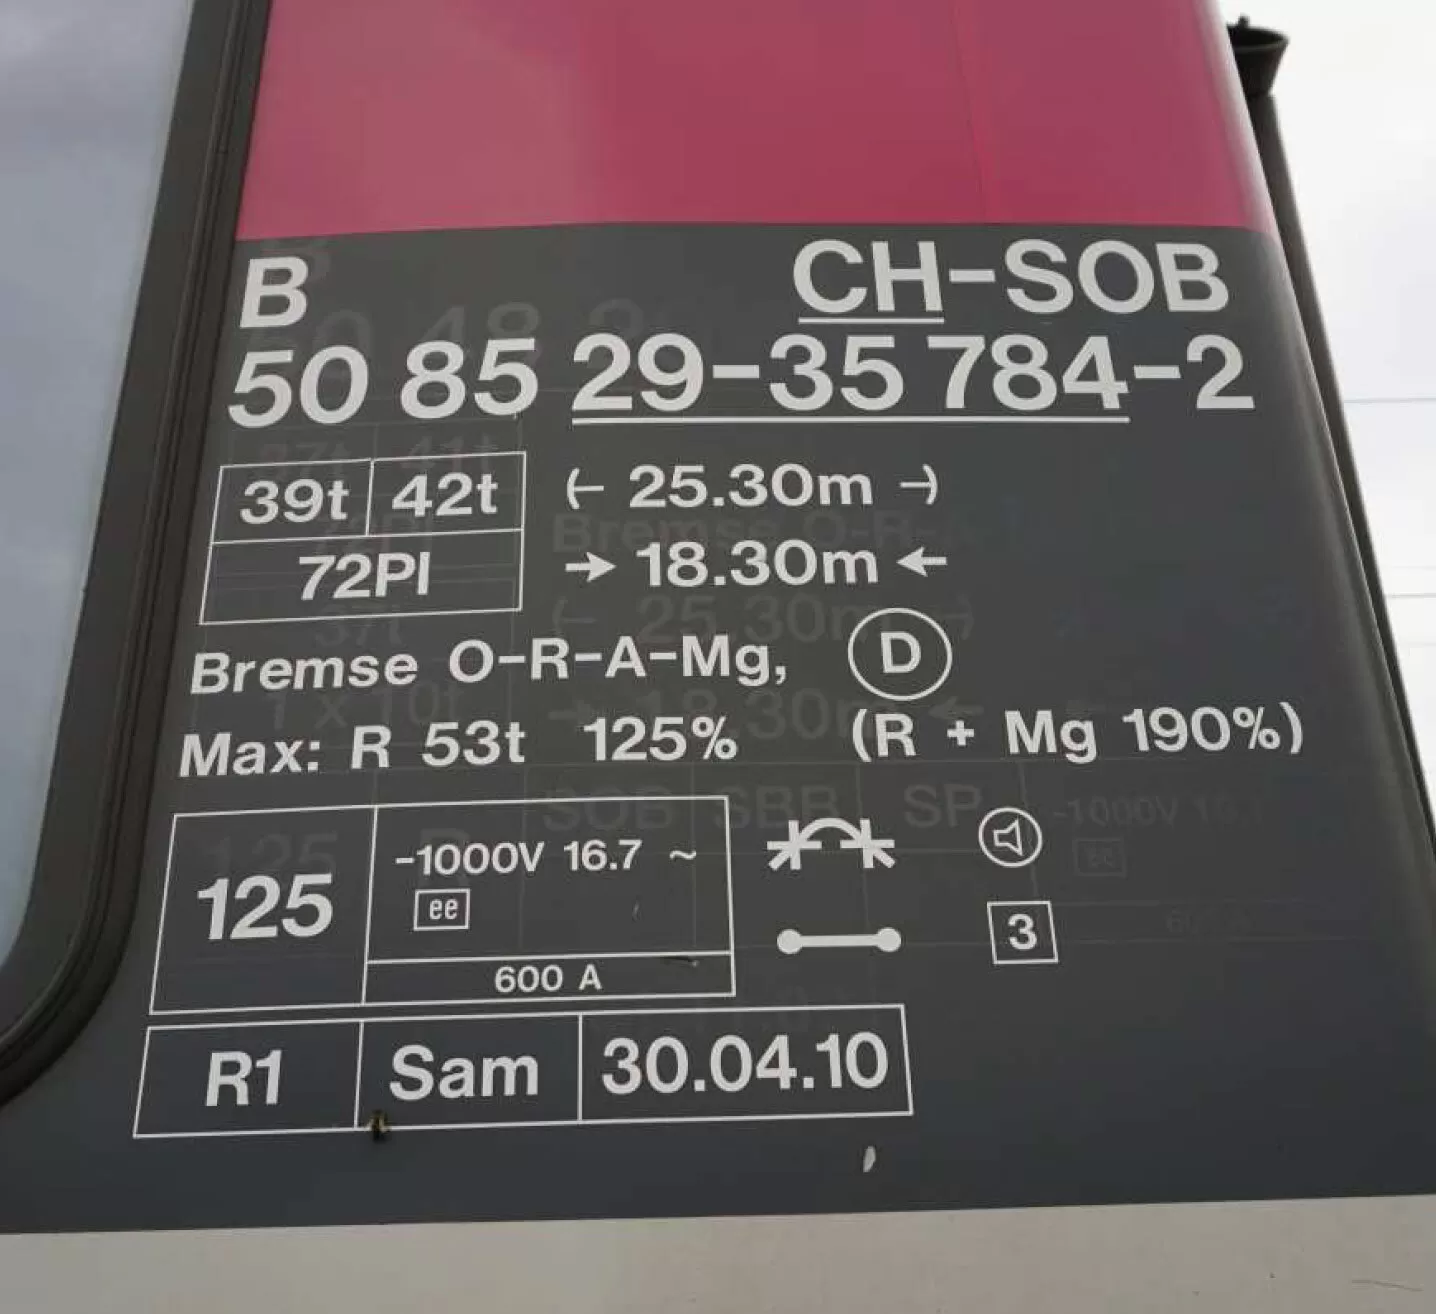 B CH-SOB
50 85 29-35 784-2
39t 42t 25.30m
72Pl → 18.30m ←
Bremse O-R-A-Mg, D
Max: R 53t 125% (R + Mg 190%)
125 -1000V 16.7 ~
ee
3
600 A
R1 Sam 30.04.10